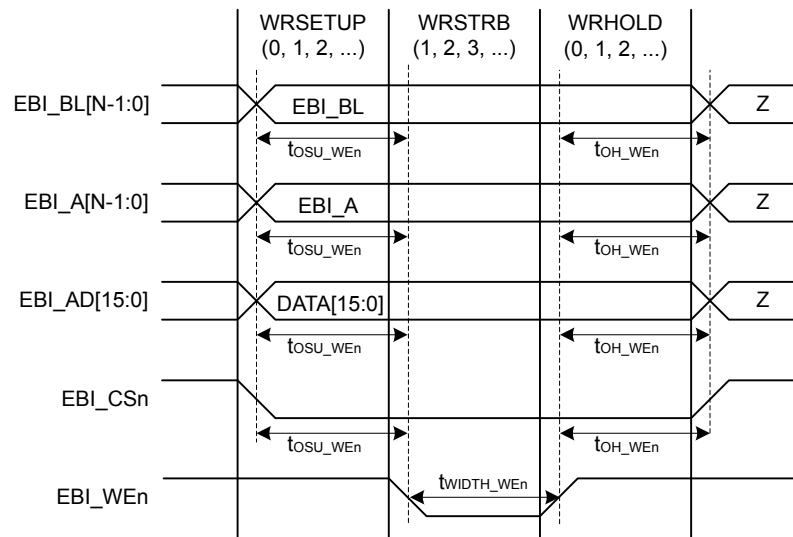 WRSETUP WRSTRB WRHOLD
(0, 1, 2, ...) (1, 2, 3, ...) (0, 1, 2, ...)
EBI_BL[N-1:0] EBI_BL Z
tOSU_WEn tOH_WEn
EBI_A[N-1:0] EBI_A Z
tOSU_WEn tOH_WEn
EBI_AD[15:0] DATA[15:0] Z
tOSU_WEn tOH_WEn
EBI_CSn
tOSU_WEn tOH_WEn
EBI_WEn tWIDTH_WEn